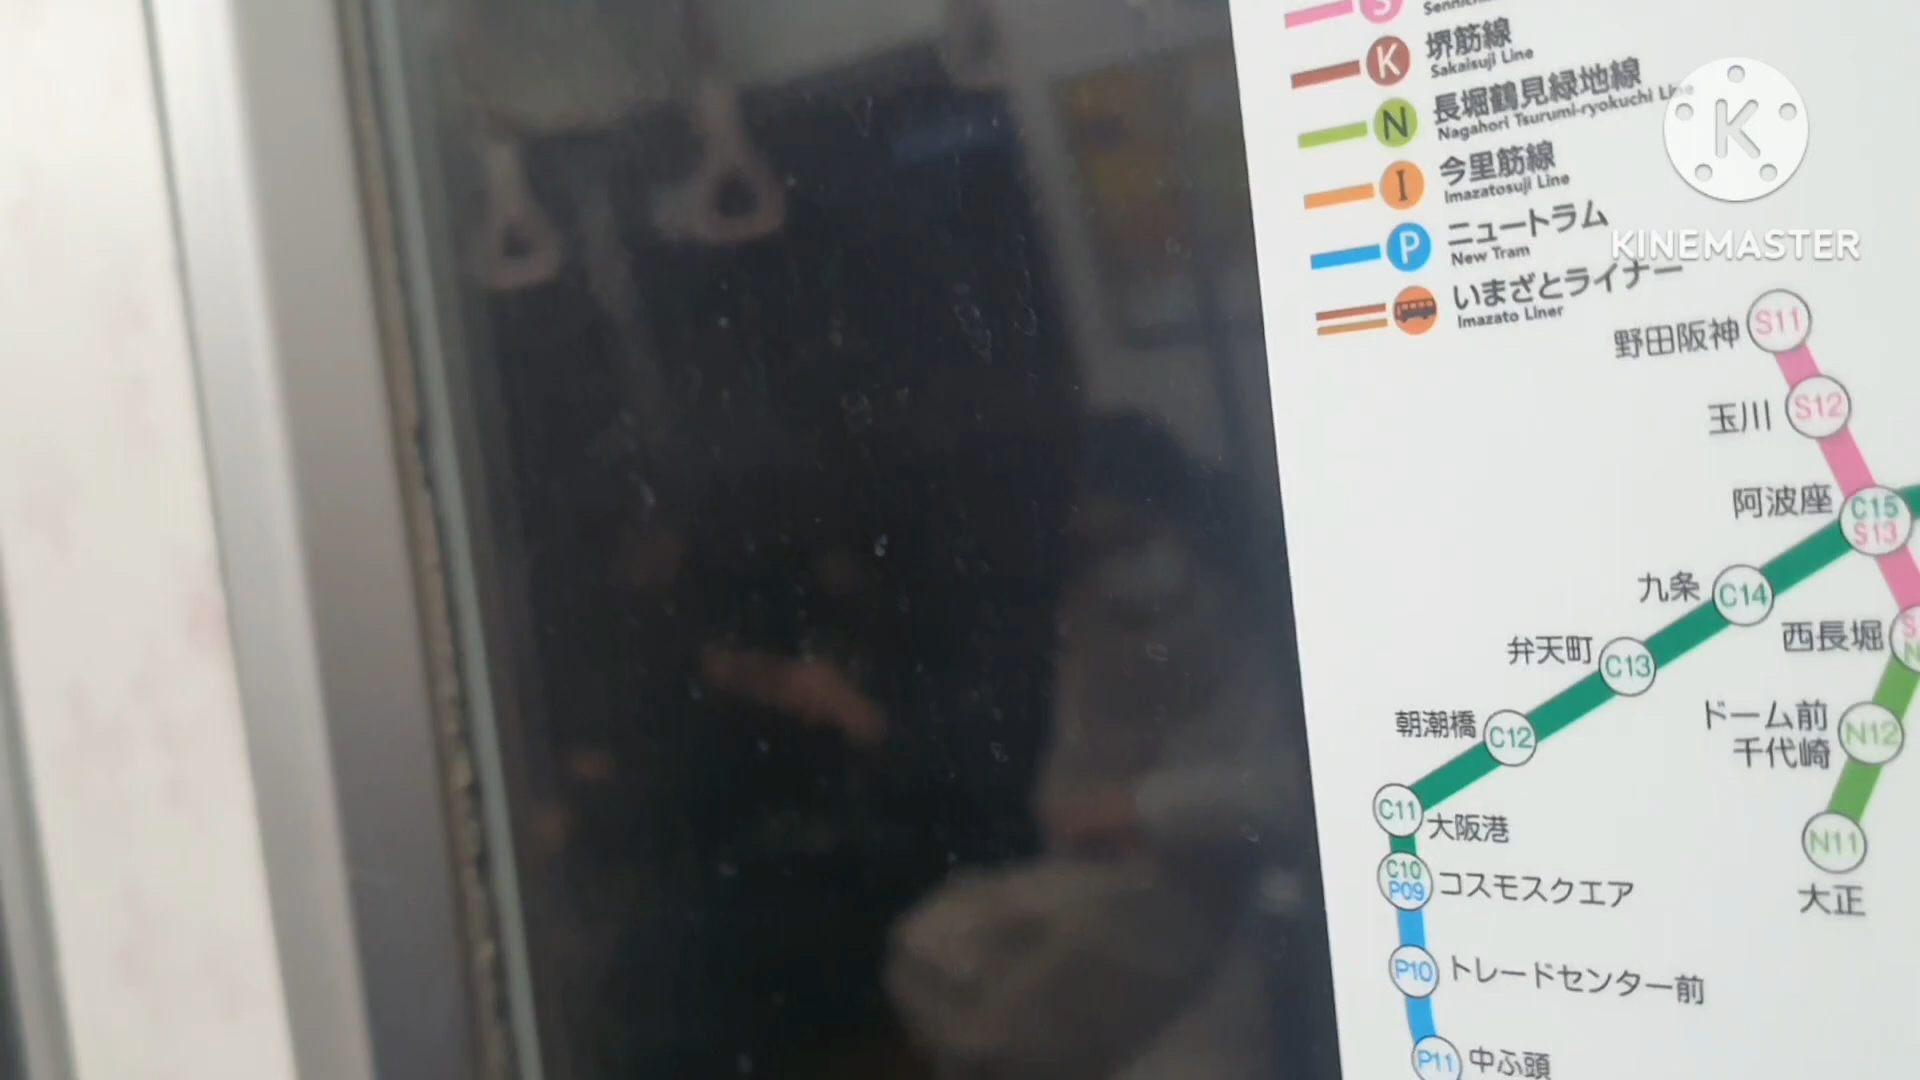 S
K 堺筋線
Sakaisuji Line
N 長堀鶴見緑地線
Nagahori Tsurumi-ryokuchi Line
I 今里筋線
Imazatosuji Line
P ニュートラム
New Tram
いまざとライナー
Imazato Liner
K
KINEMASTER
野田阪神 S11
玉川 S12
阿波座 C15
S13
九条 C14
西長堀
弁天町 C13
ドーム前
千代崎 N12
朝潮橋 C12
C11 大阪港
N11
大正
C10
P09 コスモスクエア
P10 トレードセンター前
P11 中ふ頭